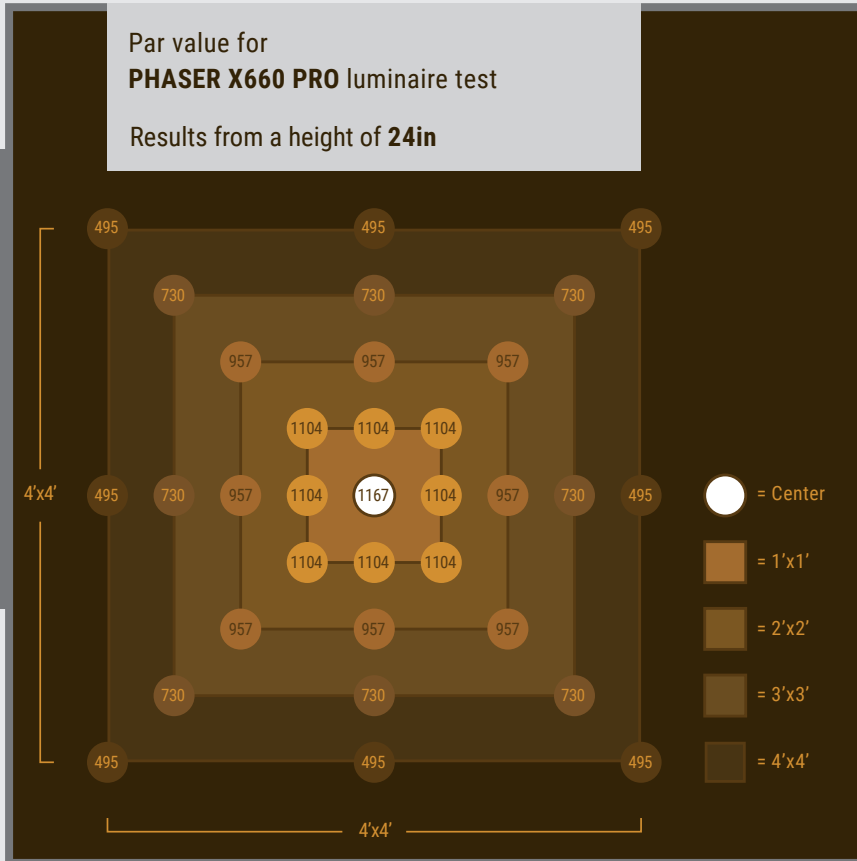 Par value for
PHASER X660 PRO luminaire test
Results from a height of 24in
495 495 495
730 730 730
957 957 957
1104 1104 1104
4'x4' 495 730 957 1104 1167 1104 957 730 495 = Center
1104 1104 1104 = 1'x1'
957 957 957 = 2'x2'
730 730 730 = 3'x3'
495 495 495 = 4'x4'
4'x4'